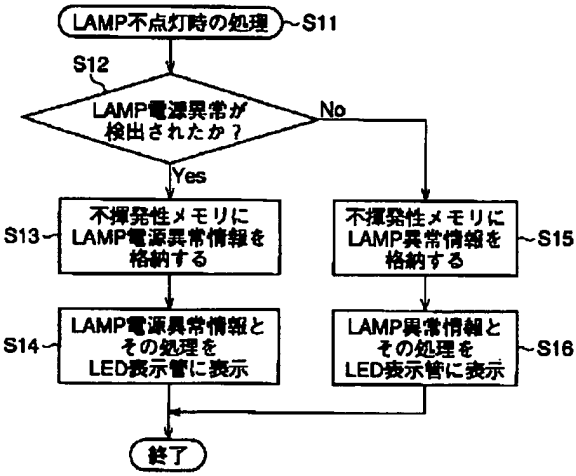 LAMP不点灯時の処理
S11
S12
LAMP電源異常が
検出されたか?
No
Yes
S13
不揮発性メモリに
LAMP電源異常情報を
格納する
不揮発性メモリに
LAMP異常情報を
格納する
S15
S14
LAMP電源異常情報と
その処理を
LED表示管に表示
LAMP異常情報と
その処理を
LED表示管に表示
S16
終了